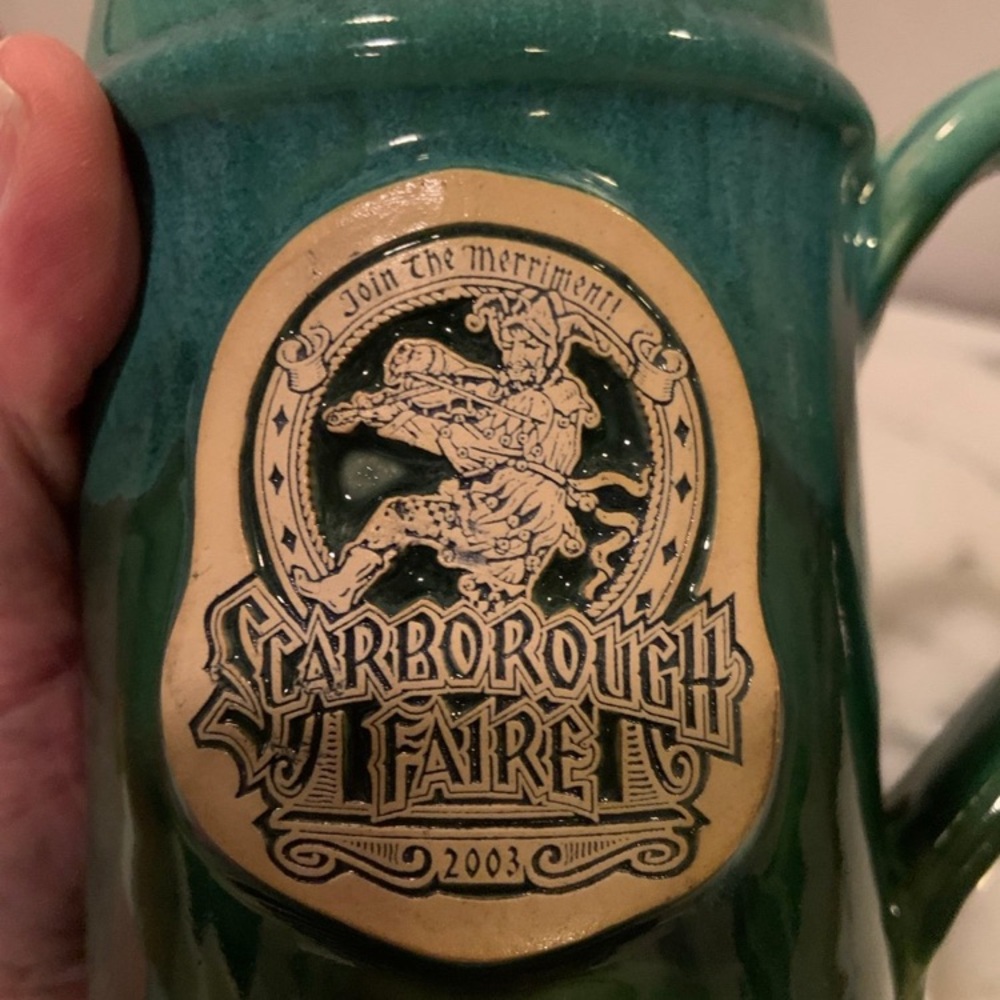 Join The Merriment!
SCARBOROUGH
FAIRE
2003